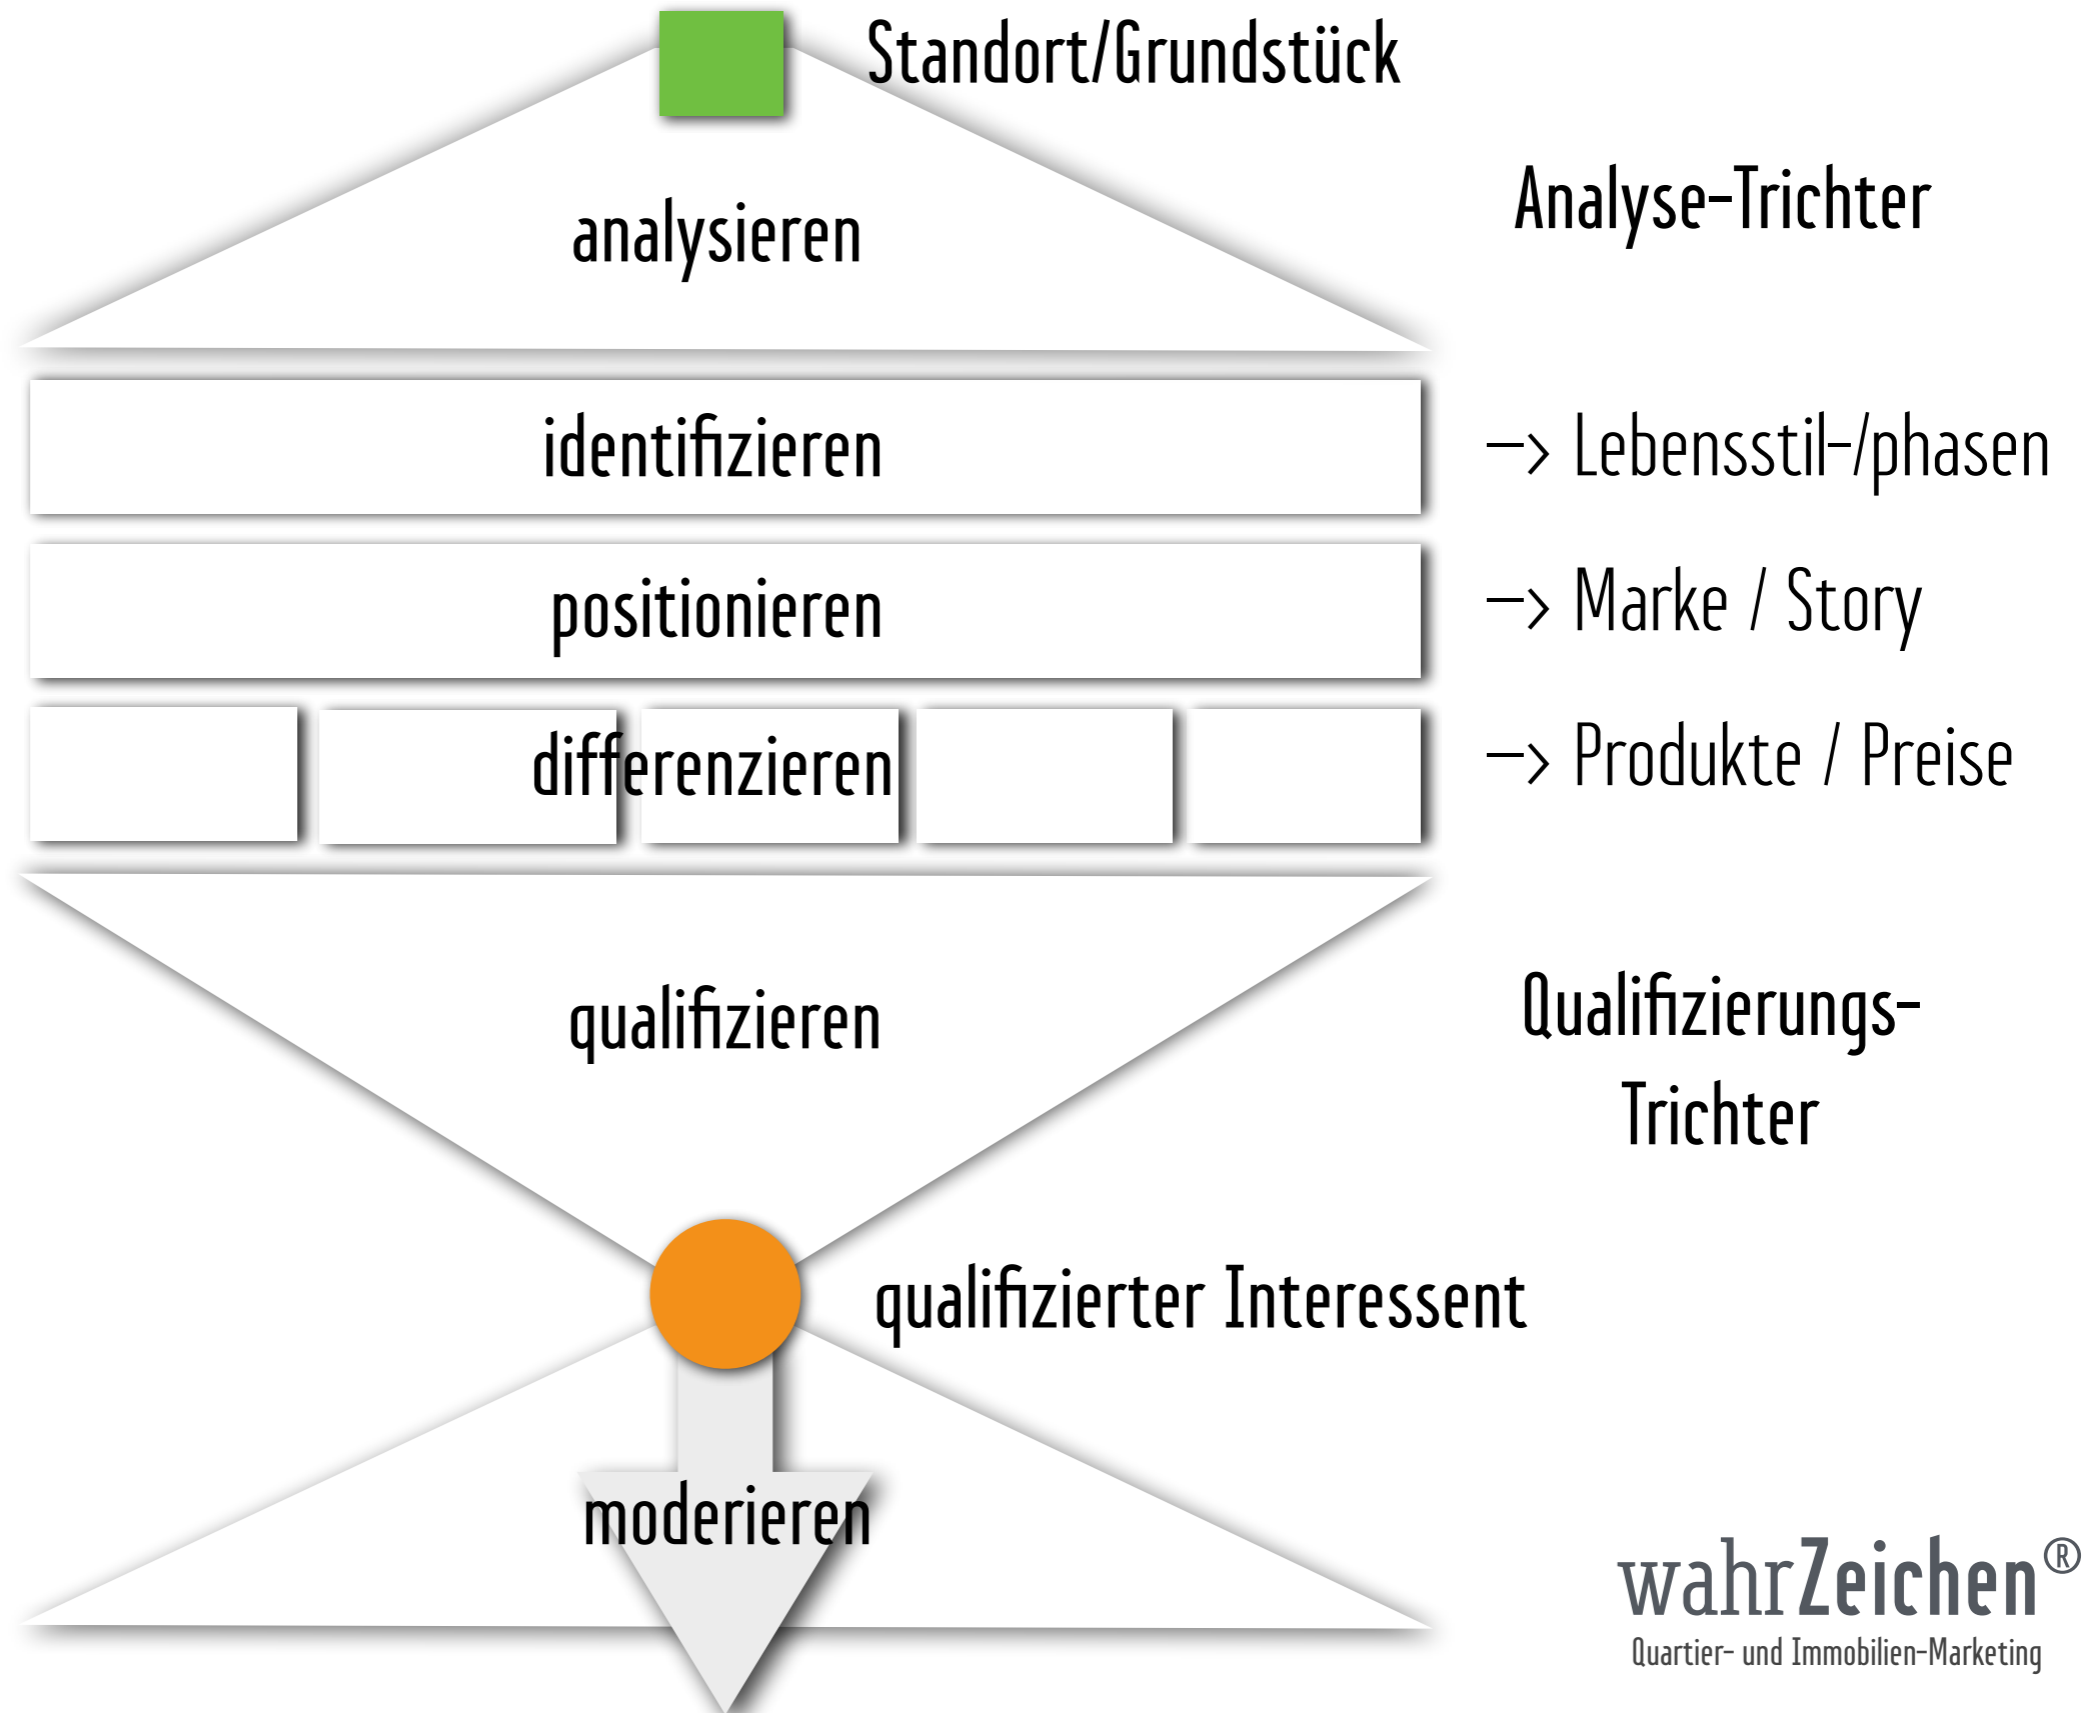 Standort/Grundstück
Analyse-Trichter
analysieren
identifizieren
–> Lebensstil-/phasen
positionieren
–> Marke / Story
differenzieren
–> Produkte / Preise
qualifizieren
Qualifizierungs-
Trichter
qualifizierter Interessent
moderieren
wahrZeichen®
Quartier- und Immobilien-Marketing